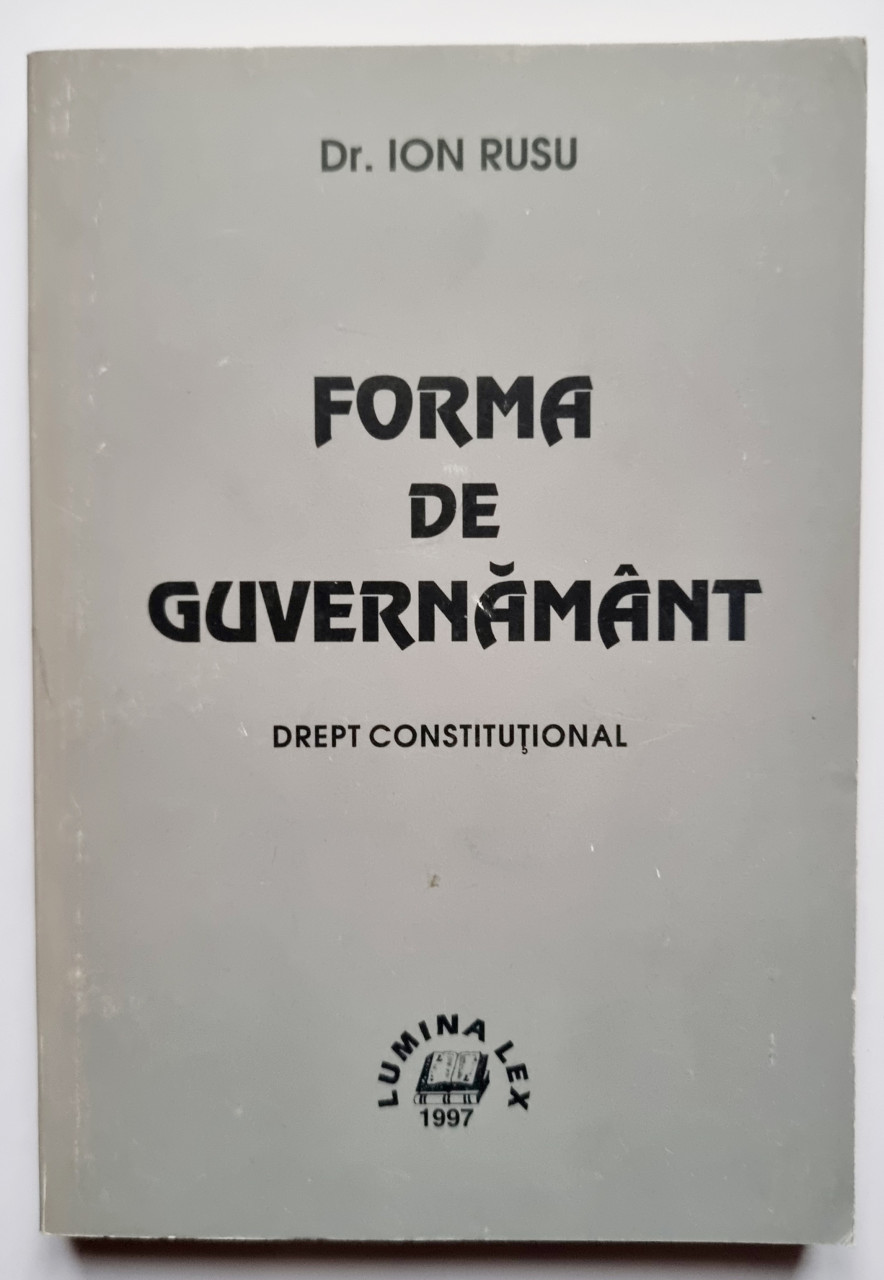 Dr. ION RUSU
FORMA
DE
GUVERNĂMÂNT
DREPT CONSTITUŢIONAL
LUMINA LEX
1997